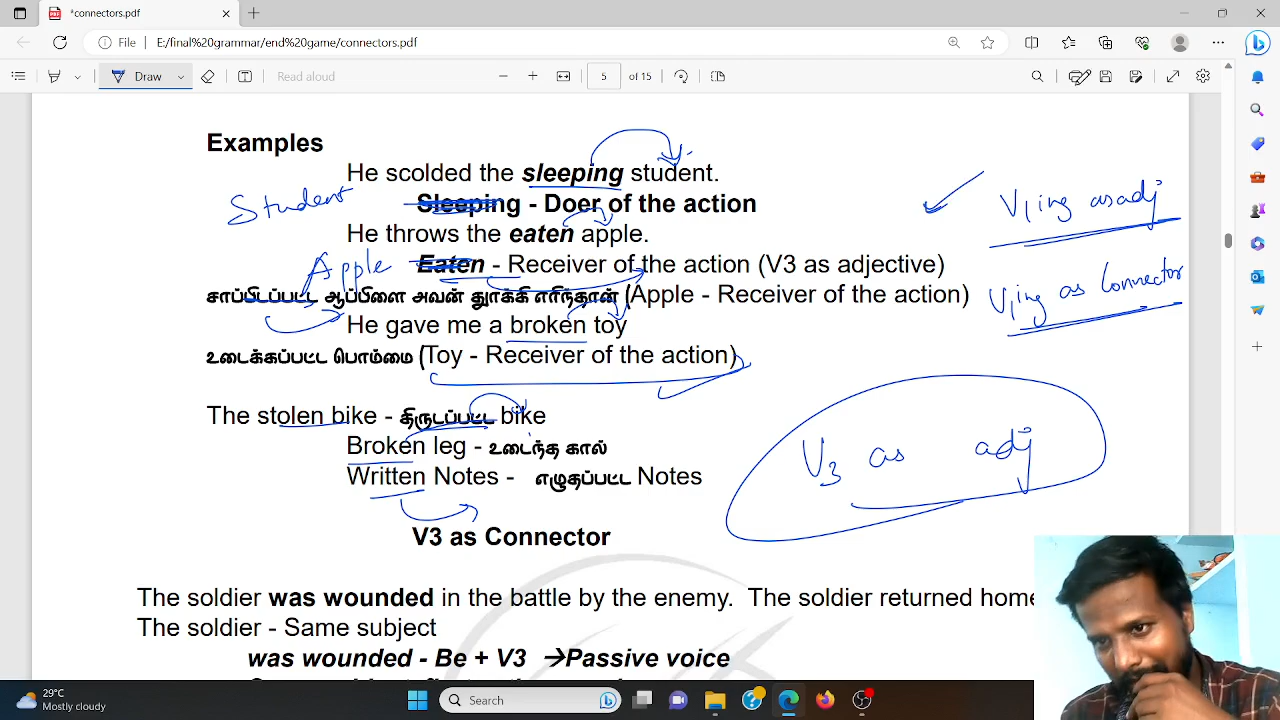 *connectors.pdf
File E:/final%20grammar/end%20game/connectors.pdf
Draw Read aloud 5 of 15
Examples
He scolded the sleeping student.
Student
Sleeping - Doer of the action
V1 ing as adj
He throws the eaten apple.
Apple
Eaten - Receiver of the action (V3 as adjective)
சாப்பிடப்பட்ட ஆப்பிளை அவன் தூக்கி எரிந்தான் (Apple - Receiver of the action)
V1 ing as Connector
He gave me a broken toy
உடைக்கப்பட்ட பொம்மை (Toy - Receiver of the action)
The stolen bike - திருடப்பட்ட bike
Broken leg - உடைந்த கால்
V3 as adj
Written Notes - எழுதப்பட்ட Notes
V3 as Connector
The soldier was wounded in the battle by the enemy. The soldier returned home
The soldier - Same subject
was wounded - Be + V3 →Passive voice
29°C
Mostly cloudy
Search